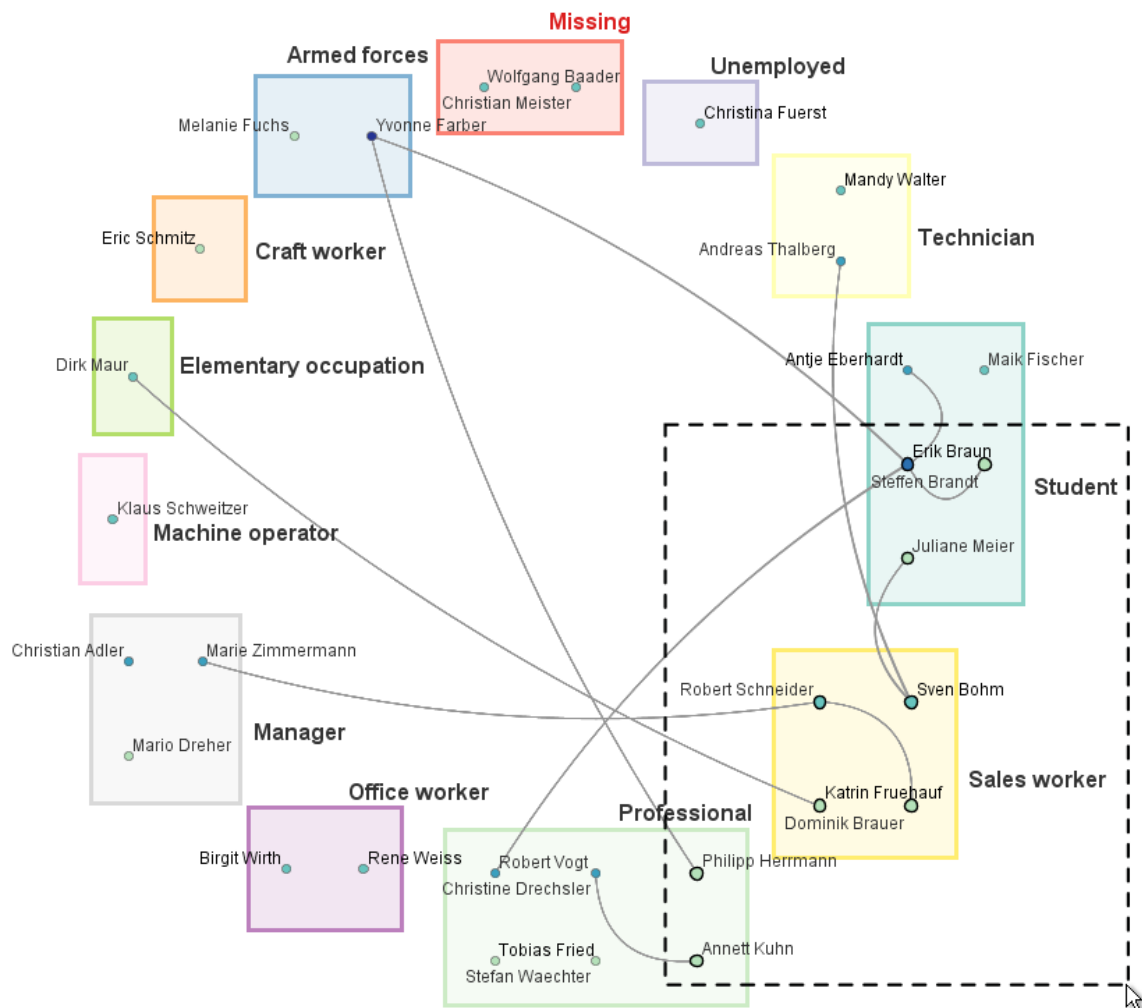 Missing
Armed forces
Unemployed
Wolfgang Baader
Christian Meister
Christina Fuerst
Melanie Fuchs
Yvonne Farber
Mandy Walter
Technician
Eric Schmitz
Craft worker
Andreas Thalberg
Dirk Maur
Elementary occupation
Antje Eberhardt
Maik Fischer
Erik Braun
Steffen Brandt
Student
Klaus Schweitzer
Machine operator
Juliane Meier
Christian Adler
Marie Zimmermann
Robert Schneider
Sven Bohm
Mario Dreher
Manager
Office worker
Katrin Fruehauf
Dominik Brauer
Sales worker
Professional
Birgit Wirth
Rene Weiss
Robert Vogt
Christine Drechsler
Philipp Herrmann
Tobias Fried
Stefan Waechter
Annett Kuhn